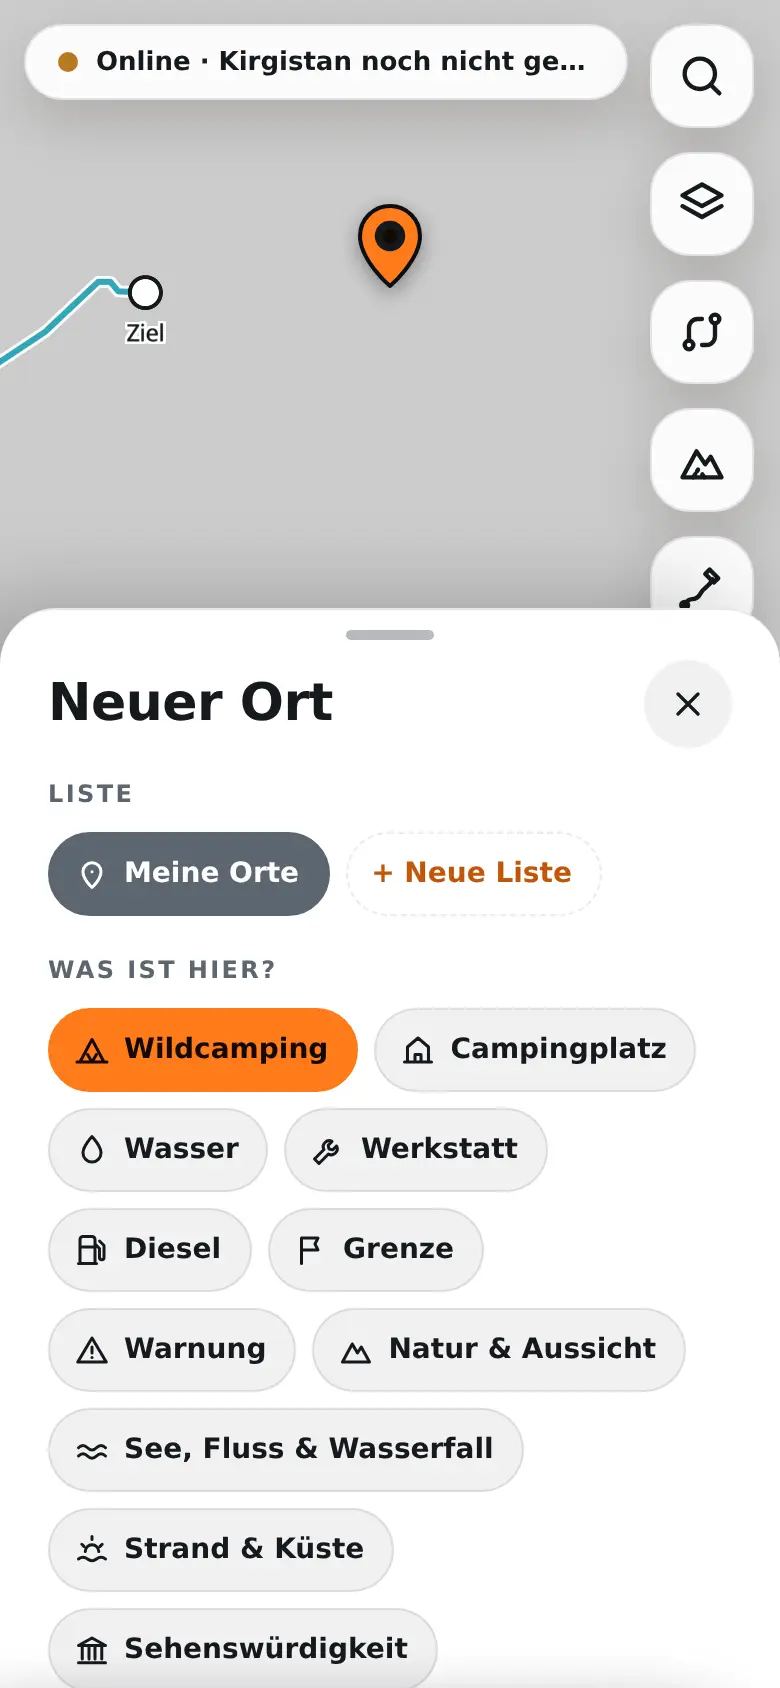 Online · Kirgistan noch nicht ge…
Ziel
Neuer Ort
LISTE
Meine Orte
+ Neue Liste
WAS IST HIER?
Wildcamping
Campingplatz
Wasser
Werkstatt
Diesel
Grenze
Warnung
Natur & Aussicht
See, Fluss & Wasserfall
Strand & Küste
Sehenswürdigkeit